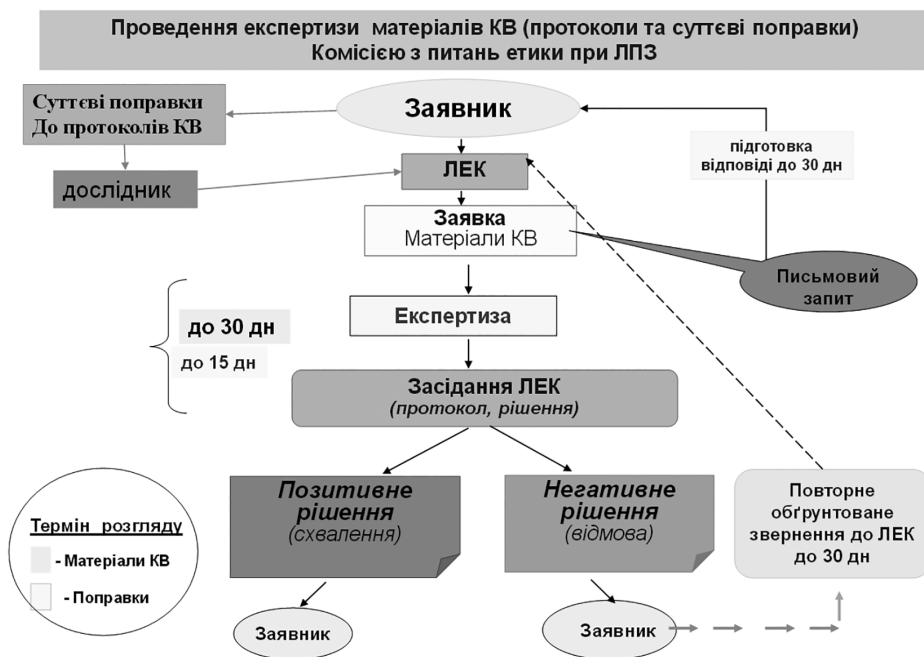 Проведення експертизи матеріалів КВ (протоколи та суттєві поправки)
Комісією з питань етики при ЛПЗ
Заявник
Суттєві поправки
До протоколів КВ
дослідник
ЛЕК
підготовка
відповіді до 30 дн
Заявка
Матеріали КВ
Письмовий
запит
Експертиза
до 30 дн
до 15 дн
Засідання ЛЕК
(протокол, рішення)
Позитивне
рішення
(схвалення)
Негативне
рішення
(відмова)
Повторне
обґрунтоване
звернення до ЛЕК
до 30 дн
Термін розгляду
- Матеріали КВ
- Поправки
Заявник
Заявник